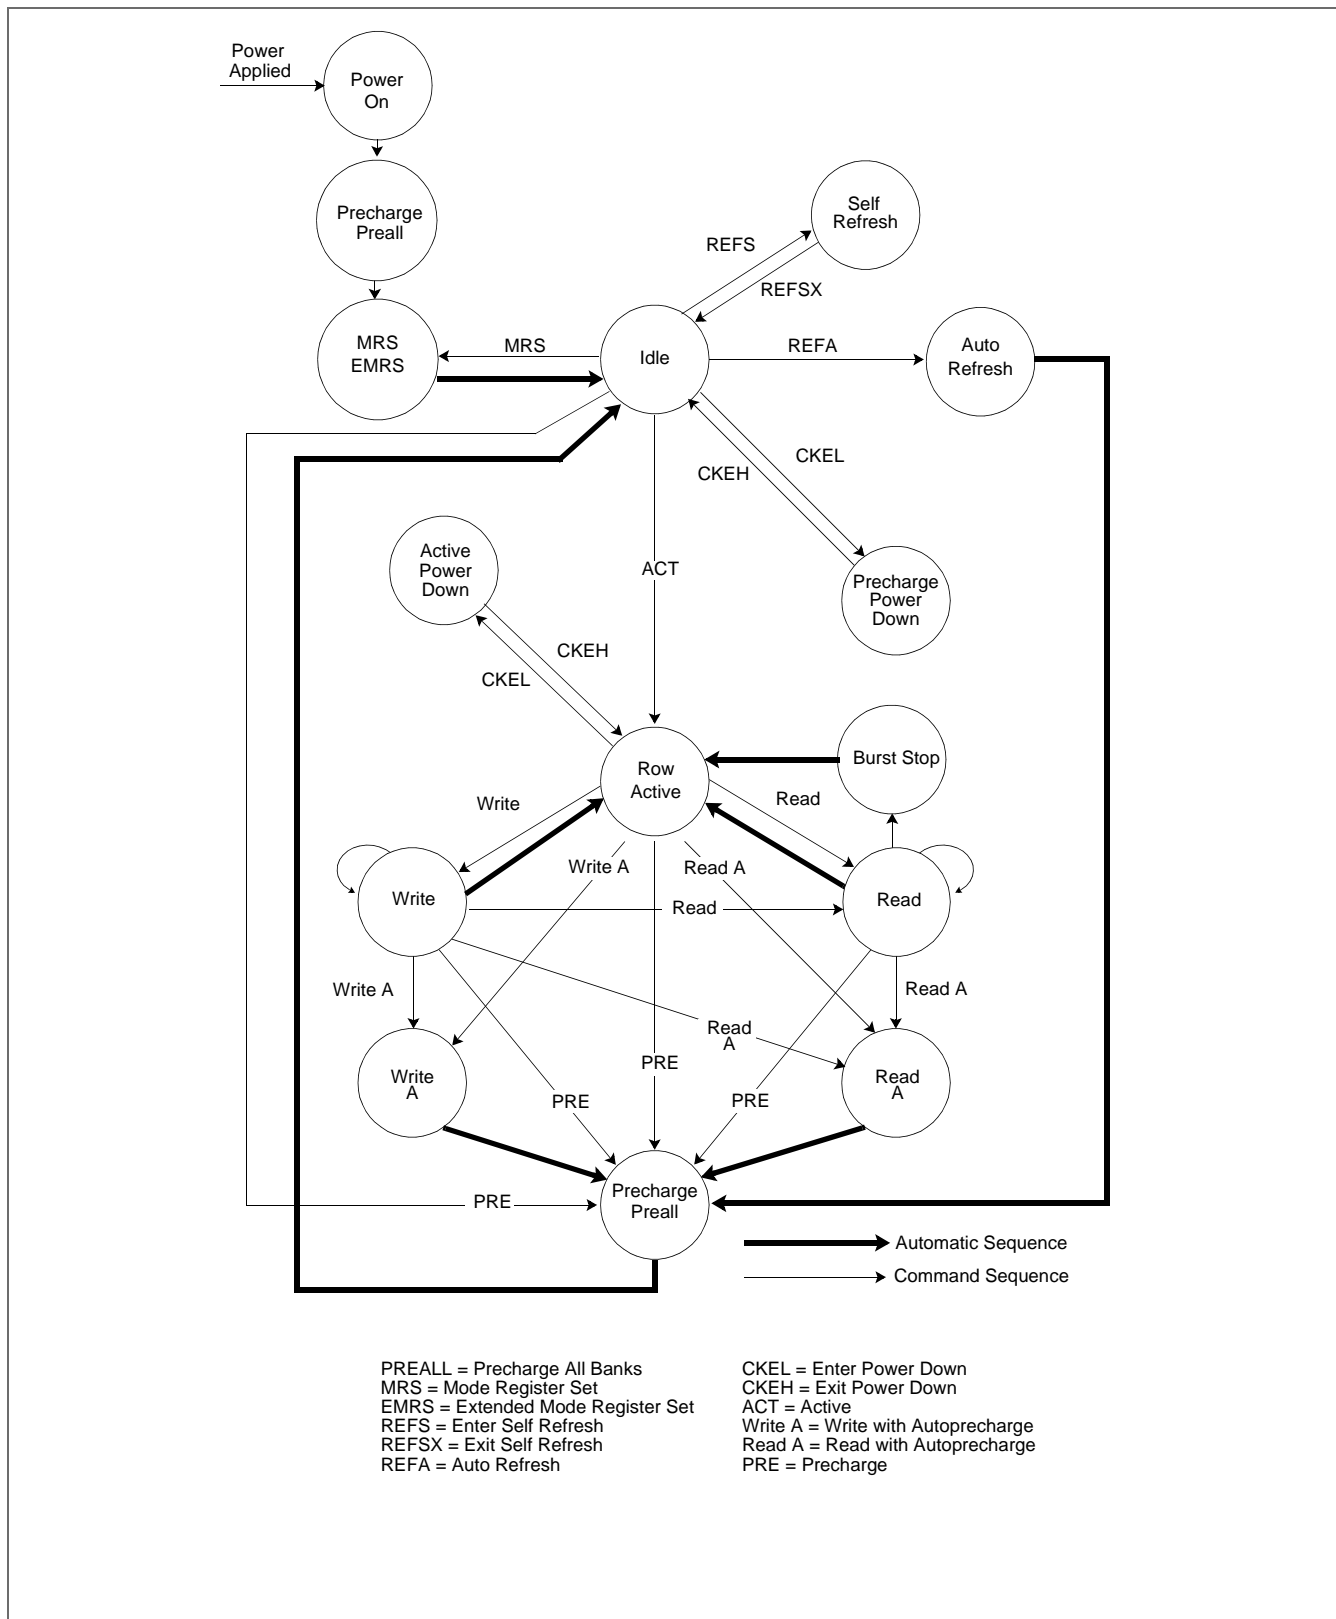 Power
Applied
Power
On
Precharge
Preall
Self
Refresh
REFS
REFSX
MRS
EMRS
MRS
Idle
REFA
Auto
Refresh
CKEL
CKEH
Active
Power
Down
ACT
Precharge
Power
Down
CKEH
CKEL
Burst Stop
Row
Active
Write
Read
Write A
Read A
Write
Read
Read
Write A
Read A
Read
A
Write
A
PRE
Read
A
PRE
PRE
Precharge
Preall
PRE
Automatic Sequence
Command Sequence
PREALL = Precharge All Banks
MRS = Mode Register Set
EMRS = Extended Mode Register Set
REFS = Enter Self Refresh
REFSX = Exit Self Refresh
REFA = Auto Refresh
CKEL = Enter Power Down
CKEH = Exit Power Down
ACT = Active
Write A = Write with Autoprecharge
Read A = Read with Autoprecharge
PRE = Precharge